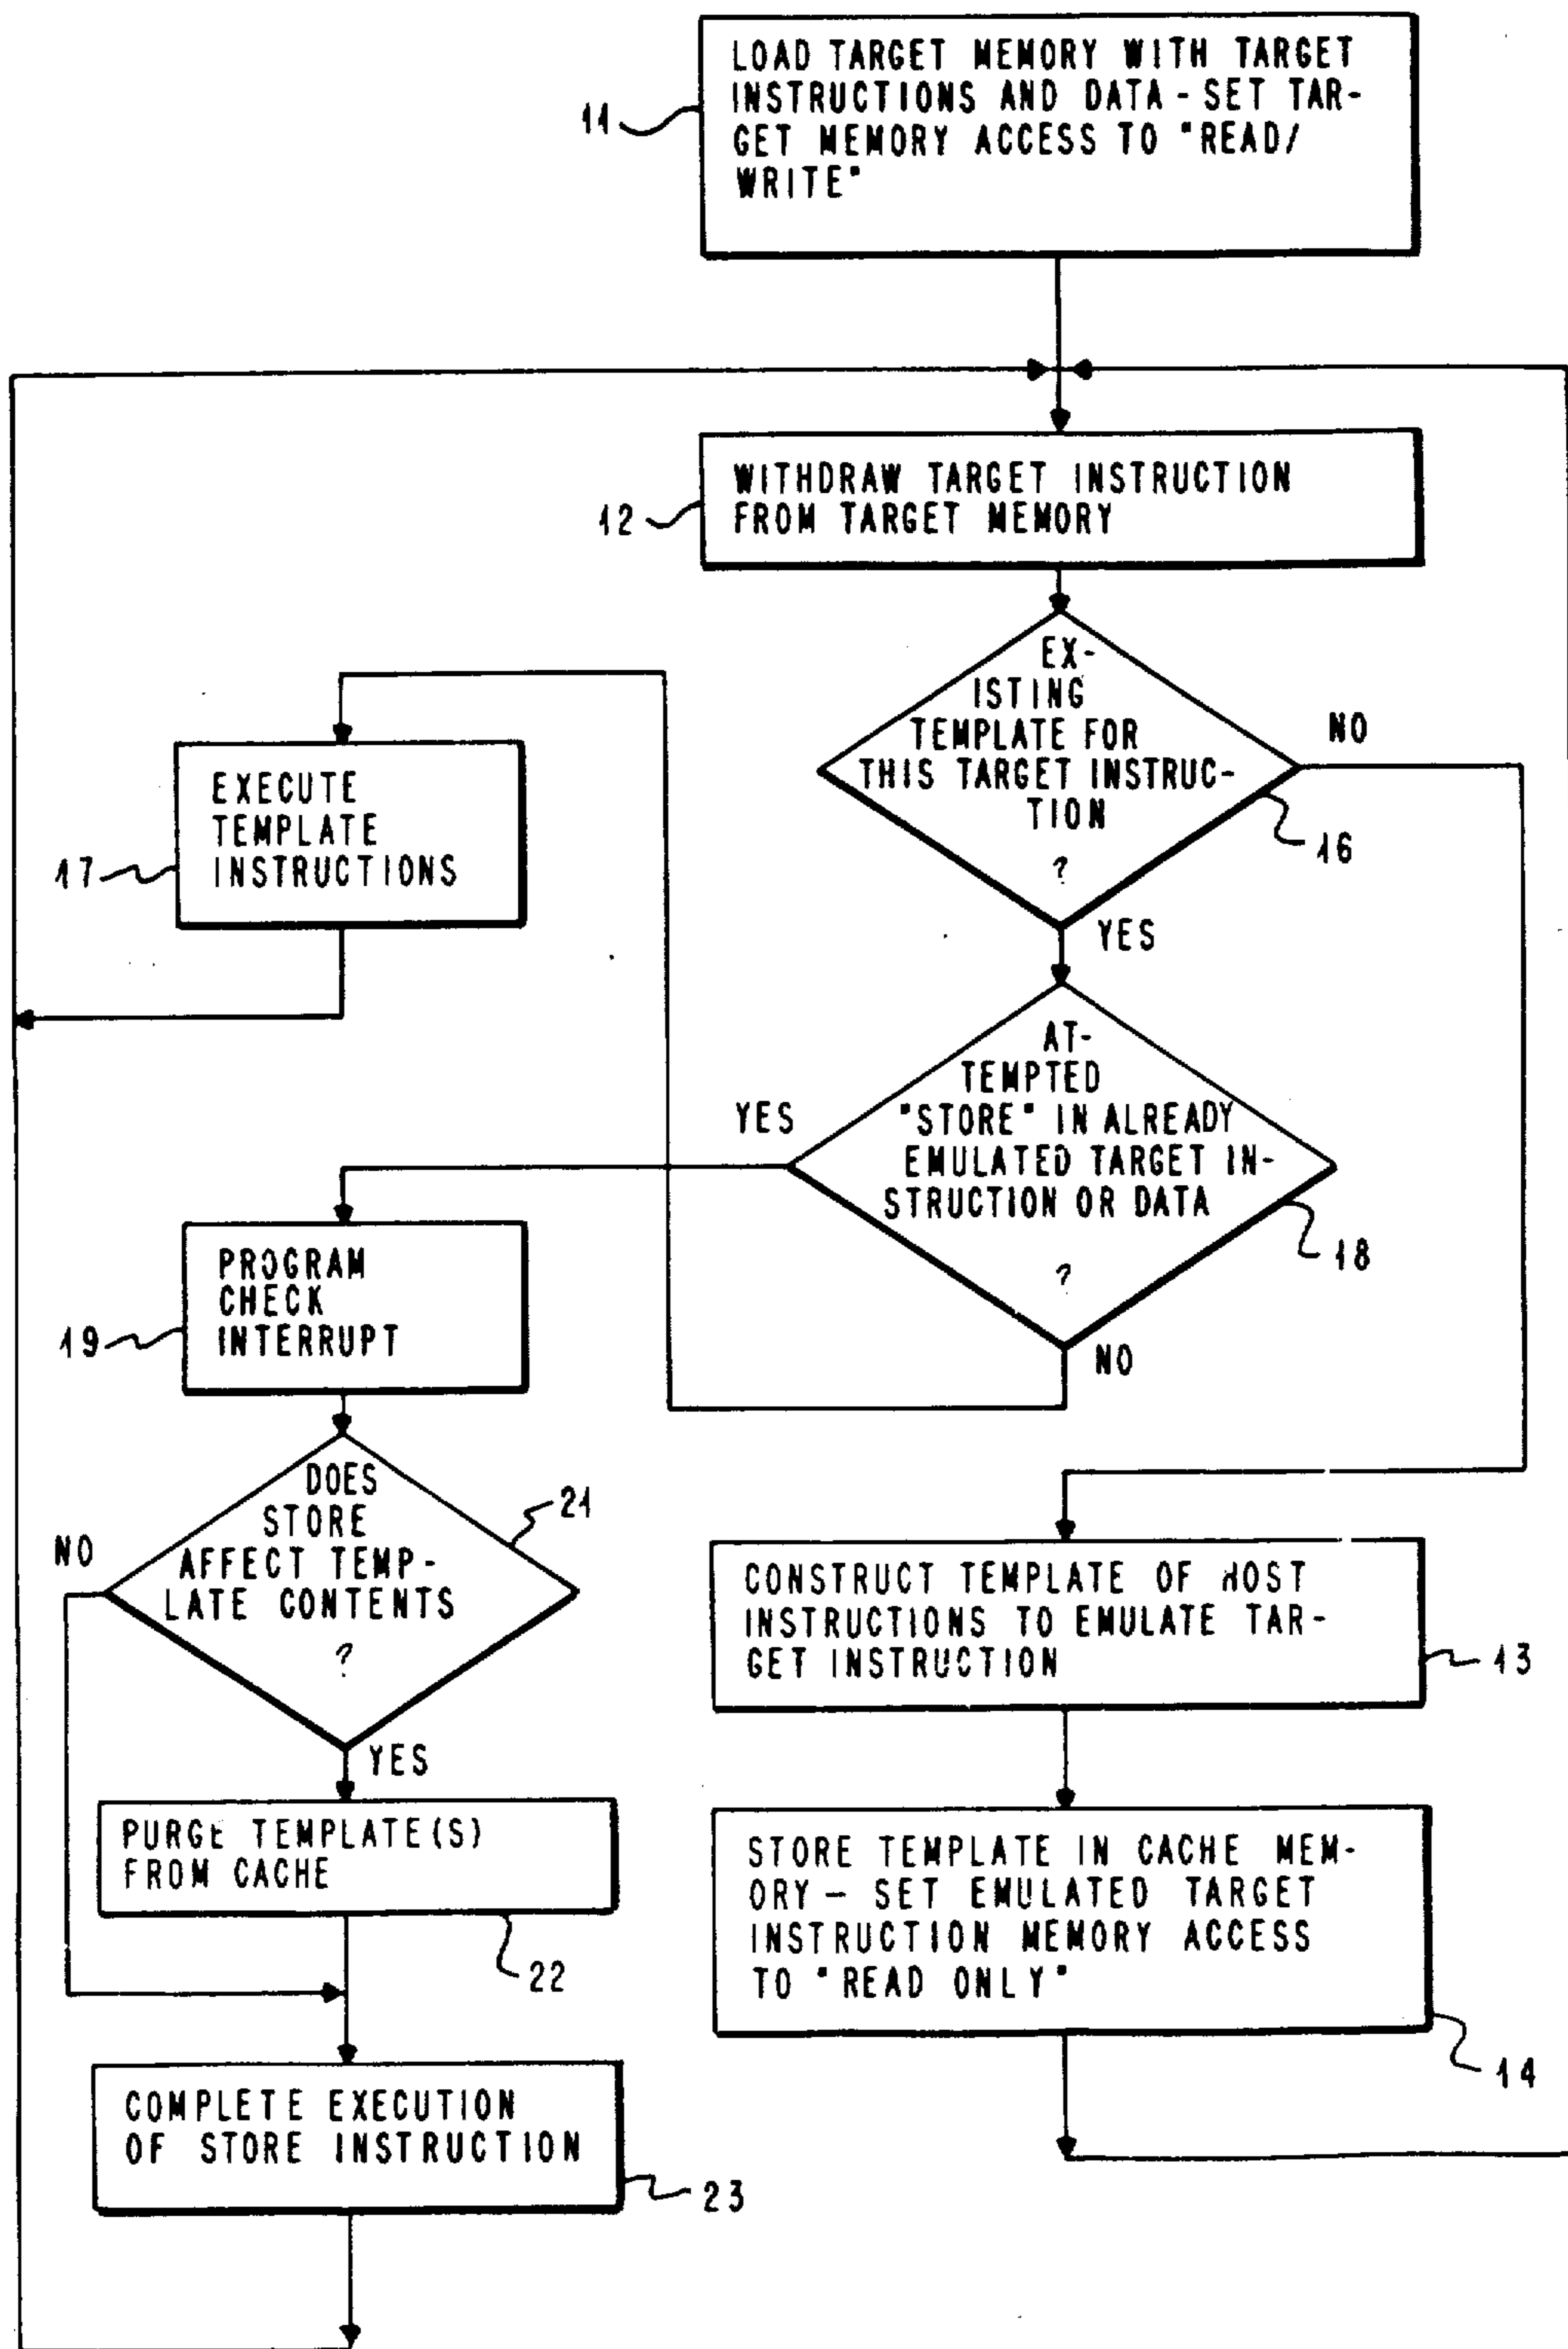 LOAD TARGET MEMORY WITH TARGET
INSTRUCTIONS AND DATA - SET TAR-
GET MEMORY ACCESS TO "READ/
WRITE"
11
WITHDRAW TARGET INSTRUCTION
FROM TARGET MEMORY
12
EX-
ISTING
TEMPLATE FOR
THIS TARGET INSTRUC-
TION
?
NO
16
YES
EXECUTE
TEMPLATE
INSTRUCTIONS
17
AT-
TEMPTED
"STORE" IN ALREADY
EMULATED TARGET IN-
STRUCTION OR DATA
?
YES
18
NO
PROGRAM
CHECK
INTERRUPT
19
DOES
STORE
AFFECT TEMP-
LATE CONTENTS
?
21
NO
YES
CONSTRUCT TEMPLATE OF HOST
INSTRUCTIONS TO EMULATE TAR-
GET INSTRUCTION
13
PURGE TEMPLATE(S)
FROM CACHE
22
STORE TEMPLATE IN CACHE MEM-
ORY - SET EMULATED TARGET
INSTRUCTION MEMORY ACCESS
TO "READ ONLY"
14
COMPLETE EXECUTION
OF STORE INSTRUCTION
23